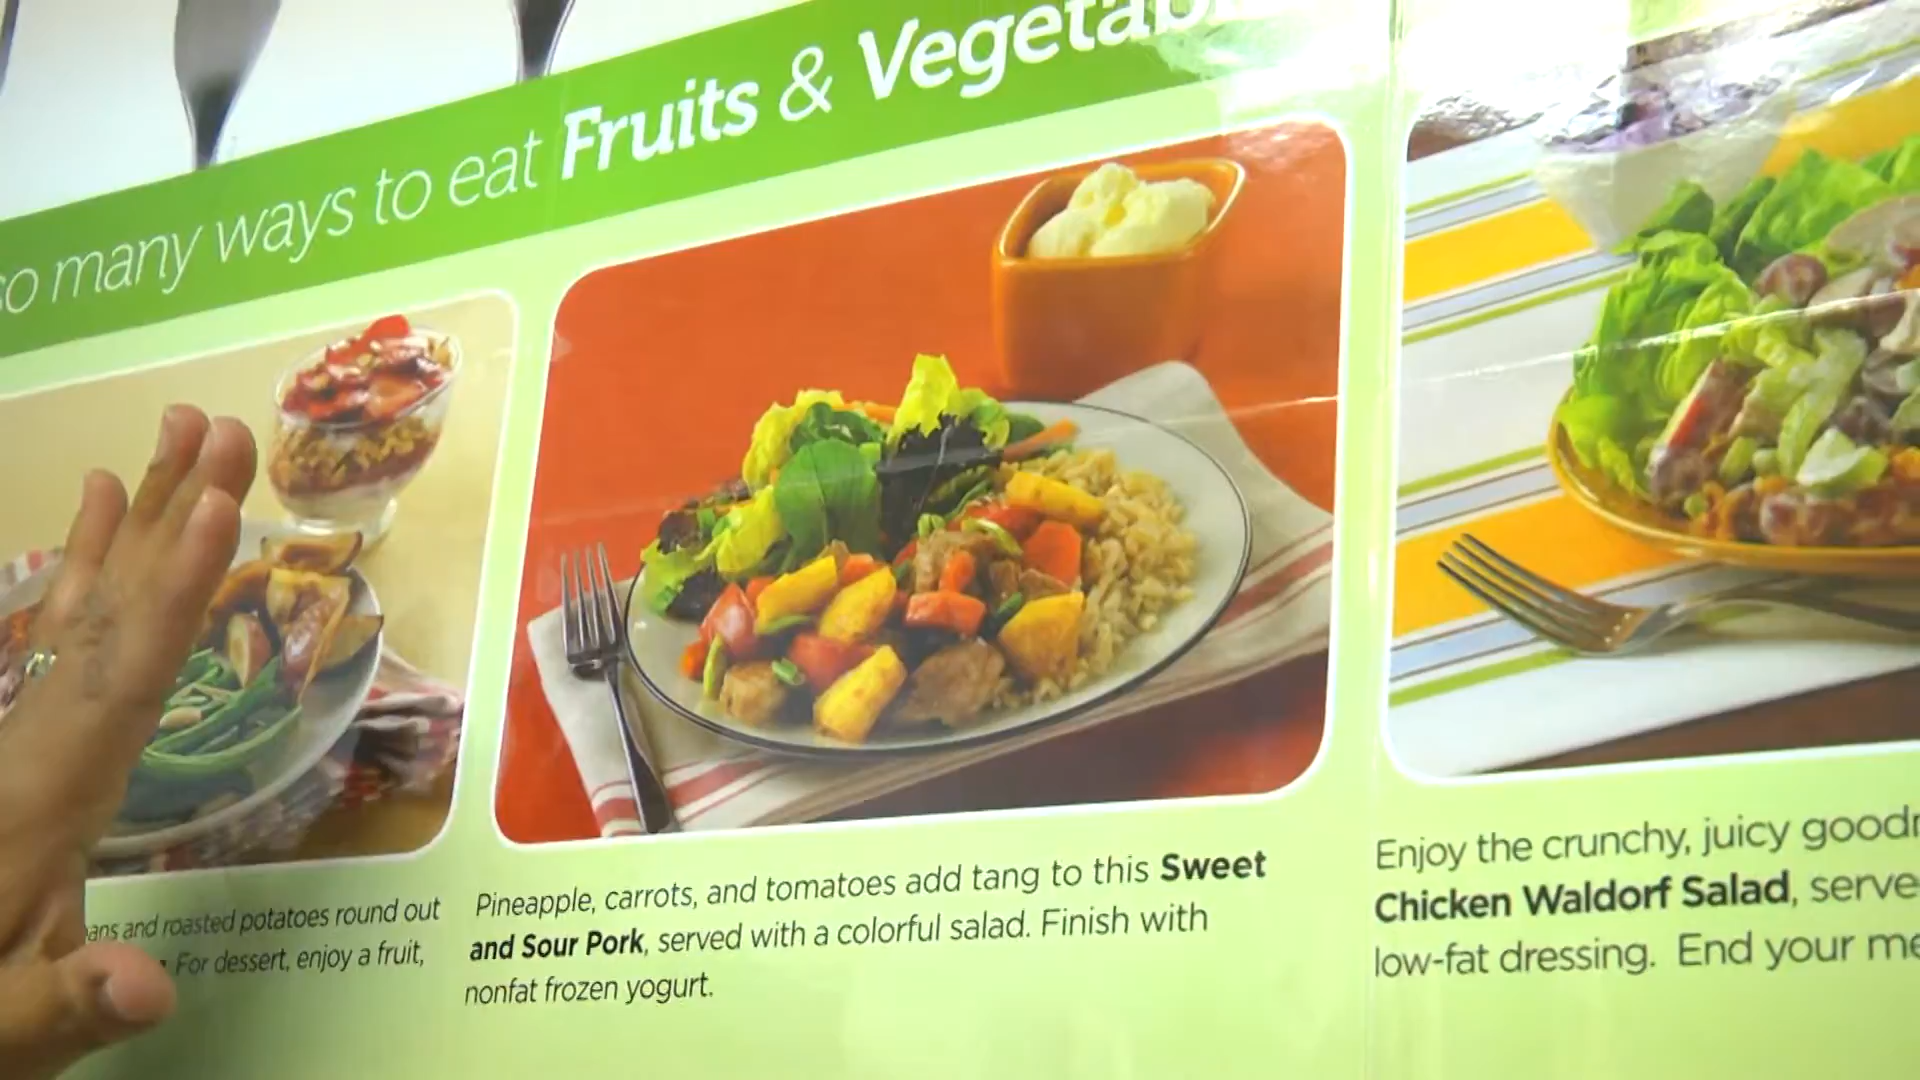 so many ways to eat Fruits & Vegetab
ans and roasted potatoes round out
For dessert, enjoy a fruit,
Pineapple, carrots, and tomatoes add tang to this Sweet
and Sour Pork, served with a colorful salad. Finish with
nonfat frozen yogurt.
Enjoy the crunchy, juicy good
Chicken Waldorf Salad, serve
low-fat dressing. End your me